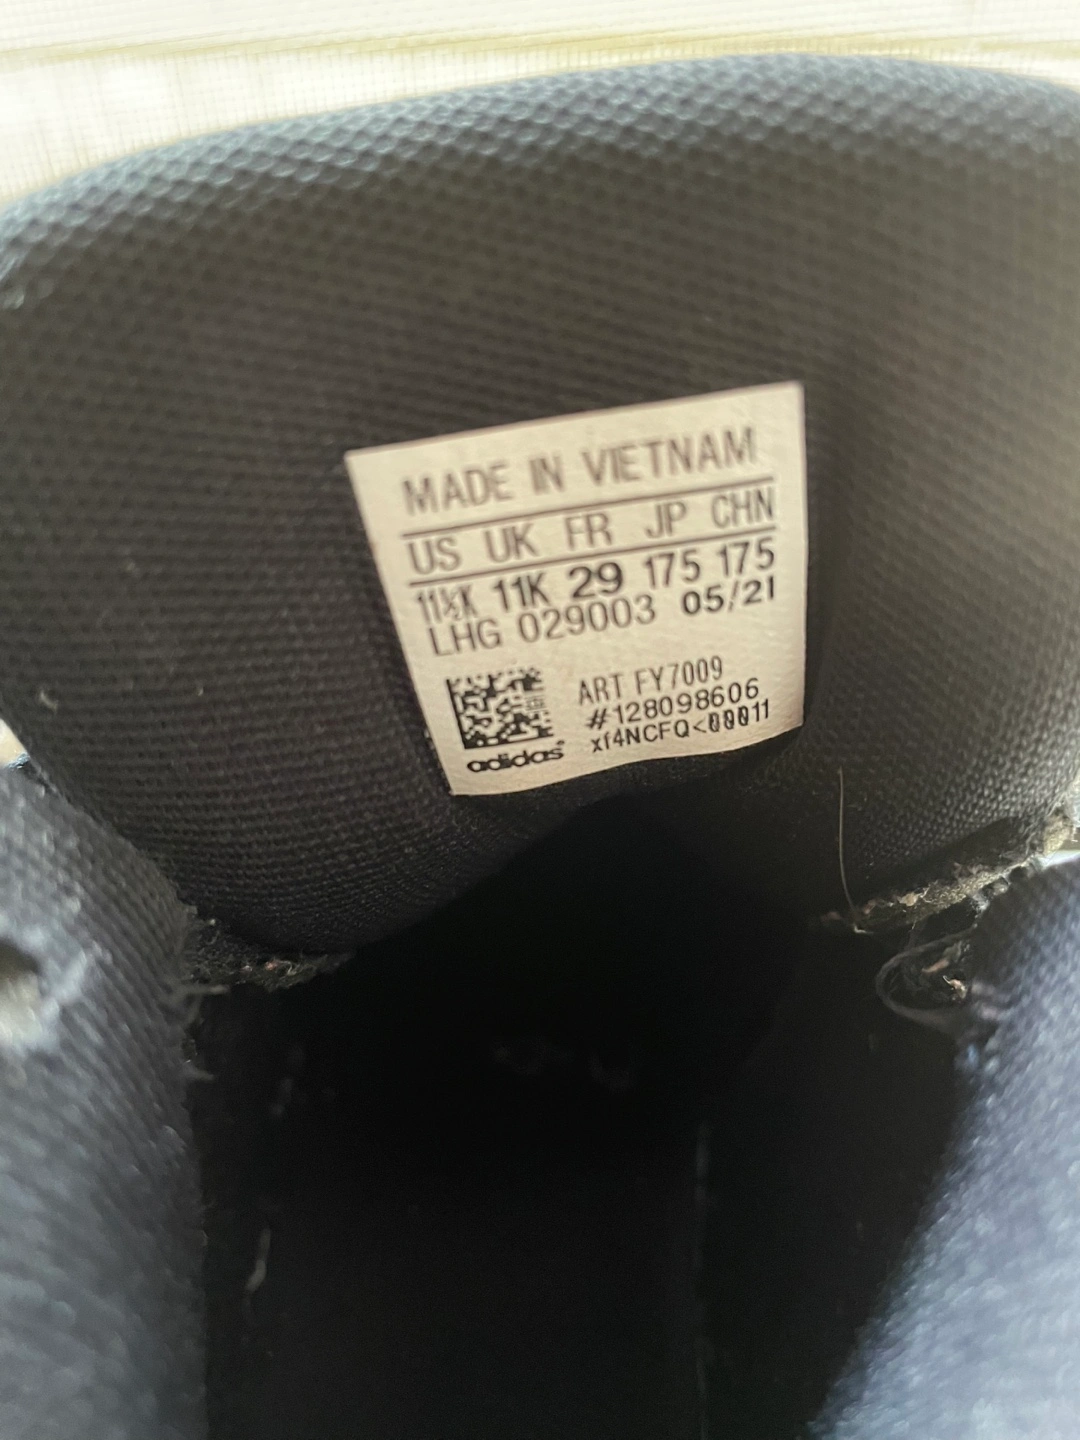 MADE IN VIETNAM
US UK FR JP CHN
11½K 11K 29 175 175
LHG 029003 05/21
ART FY7009
#128098606
xf4NCFQ<00011
adidas